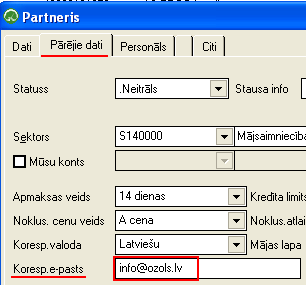 Partneris
Dati Pārējie dati Personāls Citi
Statuss .Neitrāls Stausa info
Sektors S140000 Mājsaimniecība
Mūsu konts
Apmaksas veids 14 dienas Kredīta limits
Noklus. cenu veids A cena Noklus.atlai
Koresp.valoda Latviešu Mājas lapa
Koresp.e-pasts info@ozols.lv